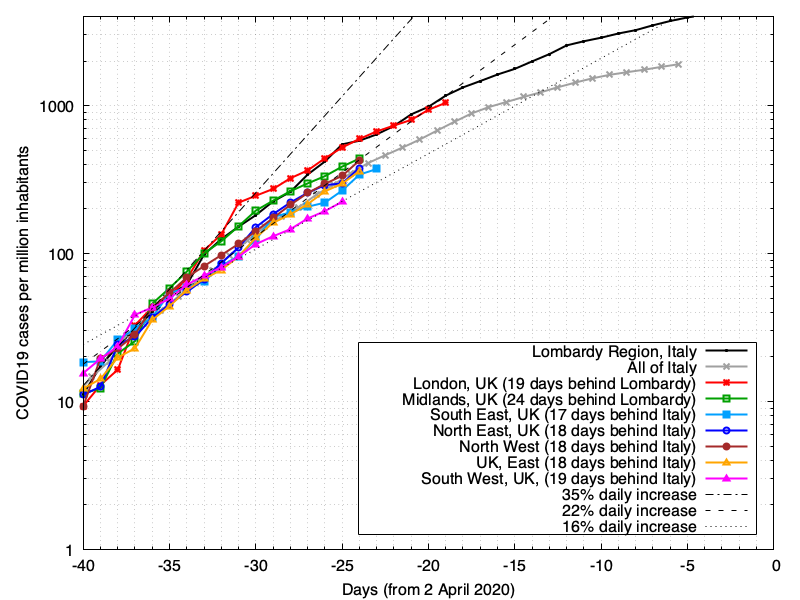 COVID19 cases per million inhabitants
1000
100
10
1
Lombardy Region, Italy
All of Italy
London, UK (19 days behind Lombardy)
Midlands, UK (24 days behind Lombardy)
South East, UK (17 days behind Italy)
North East, UK (18 days behind Italy)
North West (18 days behind Italy)
UK, East (18 days behind Italy)
South West, UK, (19 days behind Italy)
35% daily increase
22% daily increase
16% daily increase
-40 -35 -30 -25 -20 -15 -10 -5 0
Days (from 2 April 2020)